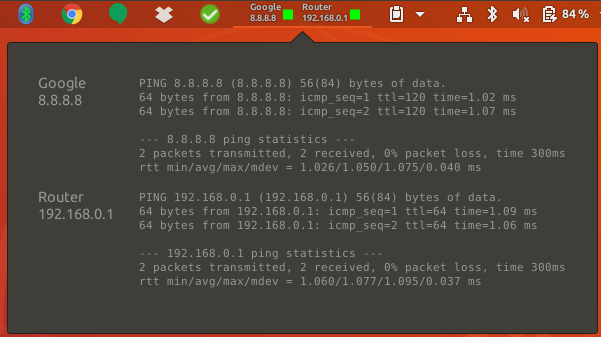 Google Router
8.8.8.8 192.168.0.1 84 %
Google
8.8.8.8
PING 8.8.8.8 (8.8.8.8) 56(84) bytes of data.
64 bytes from 8.8.8.8: icmp_seq=1 ttl=120 time=1.02 ms
64 bytes from 8.8.8.8: icmp_seq=2 ttl=120 time=1.07 ms
--- 8.8.8.8 ping statistics ---
2 packets transmitted, 2 received, 0% packet loss, time 300ms
rtt min/avg/max/mdev = 1.026/1.050/1.075/0.040 ms
Router
192.168.0.1
PING 192.168.0.1 (192.168.0.1) 56(84) bytes of data.
64 bytes from 192.168.0.1: icmp_seq=1 ttl=64 time=1.09 ms
64 bytes from 192.168.0.1: icmp_seq=2 ttl=64 time=1.06 ms
--- 192.168.0.1 ping statistics ---
2 packets transmitted, 2 received, 0% packet loss, time 300ms
rtt min/avg/max/mdev = 1.060/1.077/1.095/0.037 ms